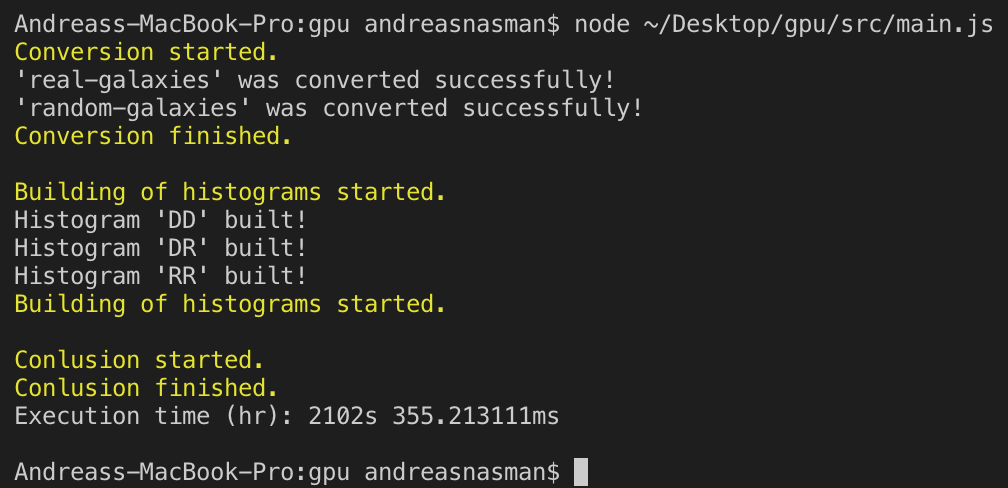 Andreass-MacBook-Pro:gpu andreasnasman$ node ~/Desktop/gpu/src/main.js
Conversion started.
'real-galaxies' was converted successfully!
'random-galaxies' was converted successfully!
Conversion finished.
Building of histograms started.
Histogram 'DD' built!
Histogram 'DR' built!
Histogram 'RR' built!
Building of histograms started.
Conlusion started.
Conlusion finished.
Execution time (hr): 2102s 355.213111ms
Andreass-MacBook-Pro:gpu andreasnasman$